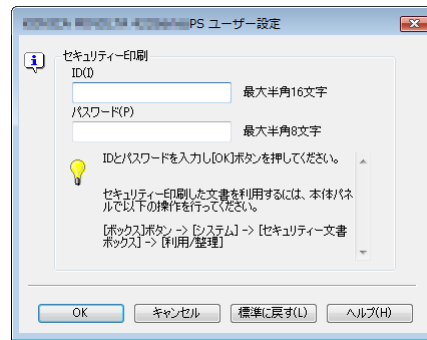 PS ユーザー設定
セキュリティー印刷
ID(I)
最大半角16文字
パスワード(P)
最大半角8文字
IDとパスワードを入力し[OK]ボタンを押してください。
セキュリティー印刷した文書を利用するには、本体パネ
ルで以下の操作を行ってください。
[ボックス]ボタン -> [システム] -> [セキュリティー文書
ボックス] -> [利用/整理]
OK
キャンセル
標準に戻す(L)
ヘルプ(H)